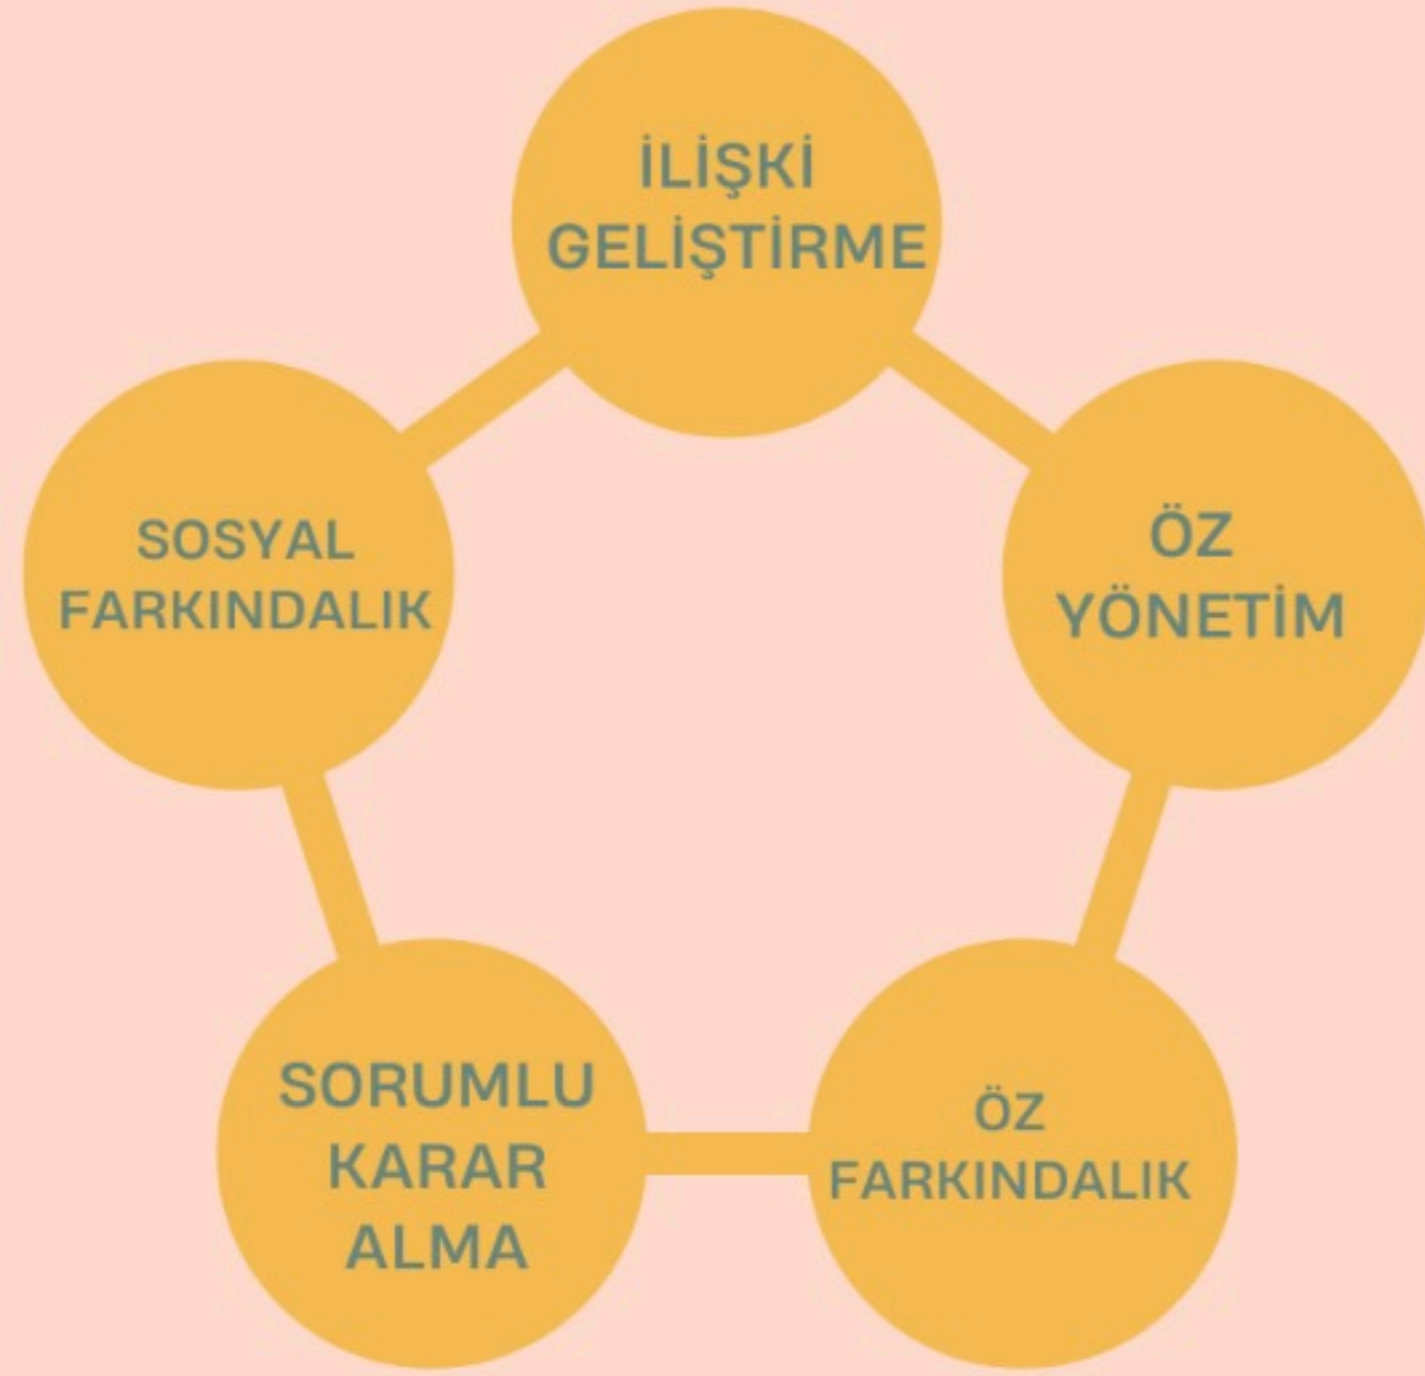 İLİŞKİ
GELİŞTİRME
SOSYAL
FARKINDALIK
ÖZ
YÖNETİM
SORUMLU
KARAR
ALMA
ÖZ
FARKINDALIK